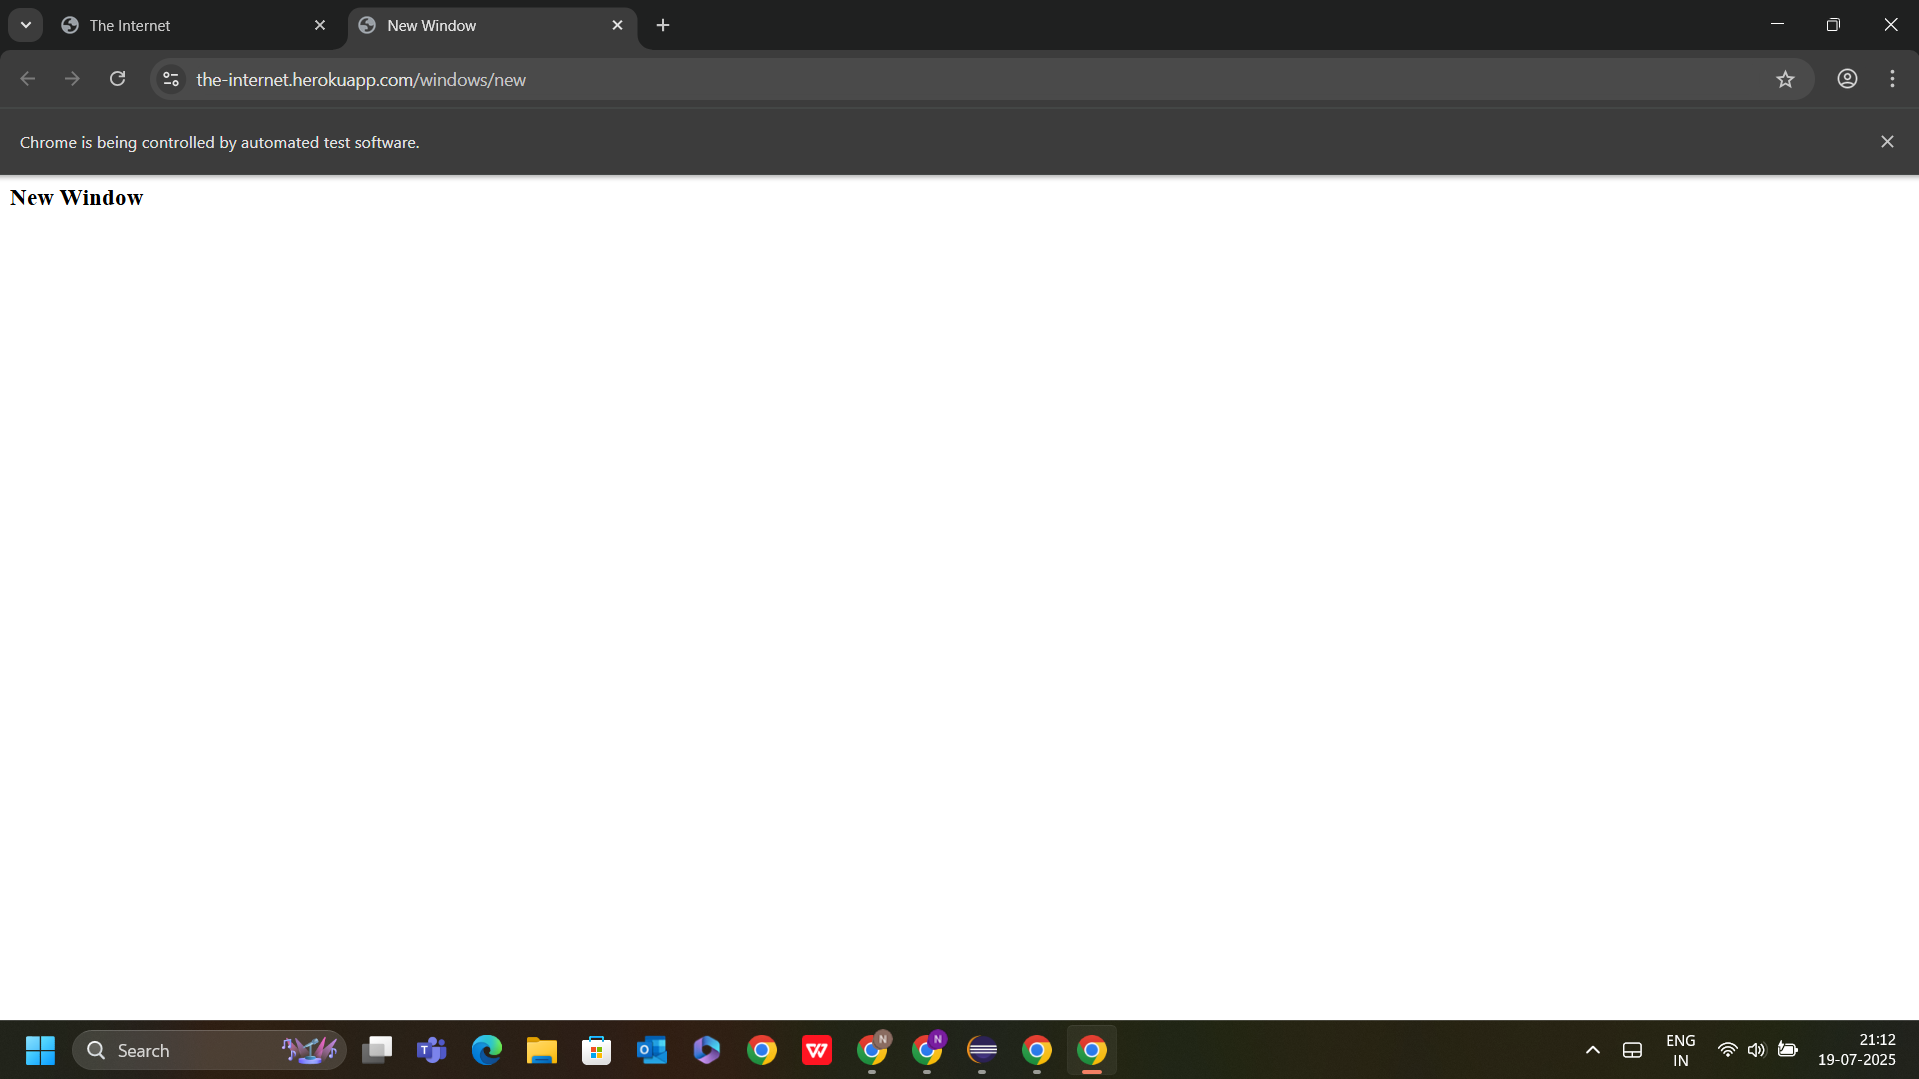 The Internet
New Window
the-internet.herokuapp.com/windows/new
Chrome is being controlled by automated test software.
New Window
Search
N
N
ENG
IN
21:12
19-07-2025